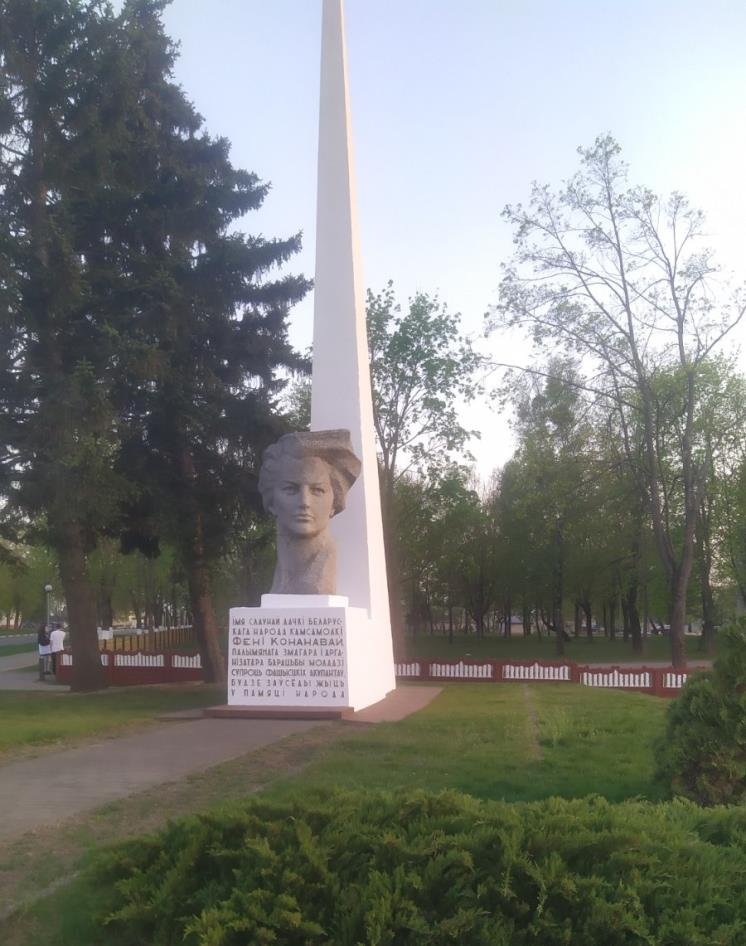 ІМЯ СЛАЎНАЙ ДАЧКІ БЕЛАРУС-
КАГА НАРОДА КАМСАМОЛКІ
ФЕНІ КОНАНАВАЙ
ПАЛЫМЯНАГА ЗМАГАРА І АРГА-
НІЗАТАРА БАРАЦЬБЫ МОЛАДЗІ
СУПРОЦЬ ФАШЫСЦКІХ АКУПАНТАЎ
БУДЗЕ ЗАЎСЁДЫ ЖЫЦЬ
У ПАМЯЦІ НАРОДА